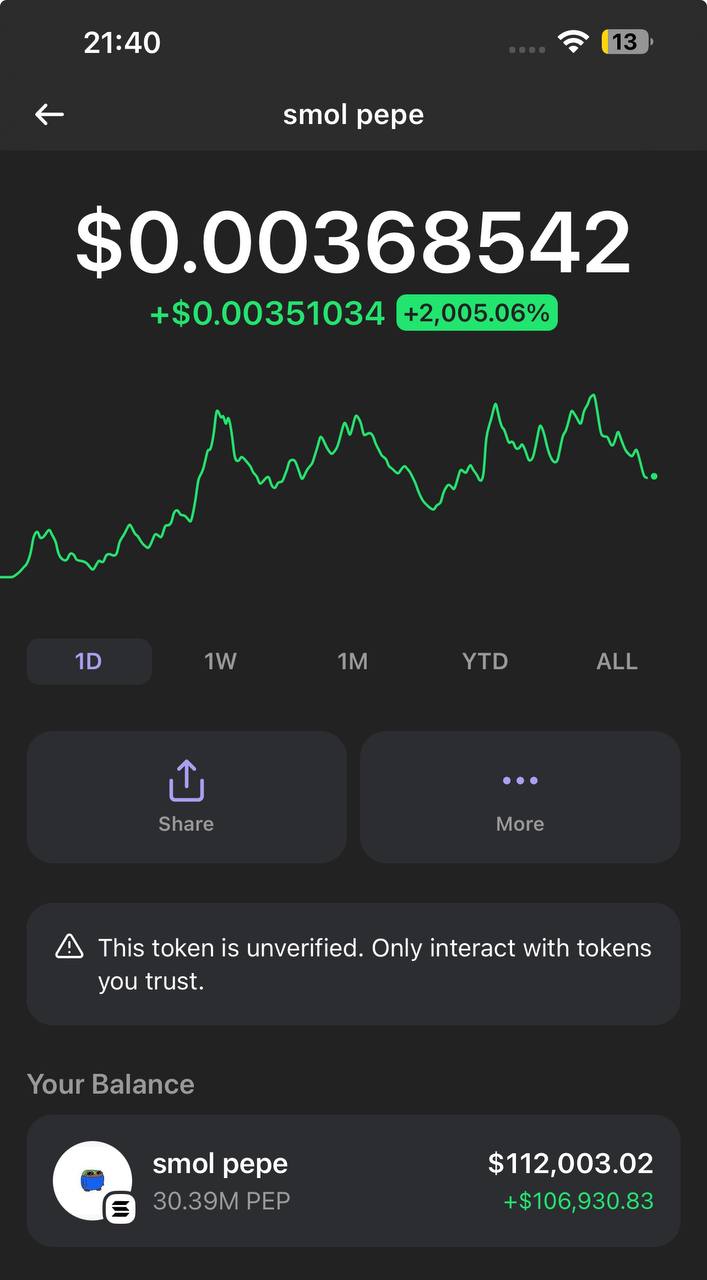 21:40
13
smol pepe
$0.00368542
+$0.00351034 +2,005.06%
1D 1W 1M YTD ALL
Share More
This token is unverified. Only interact with tokens
you trust.
Your Balance
smol pepe $112,003.02
30.39M PEP +$106,930.83